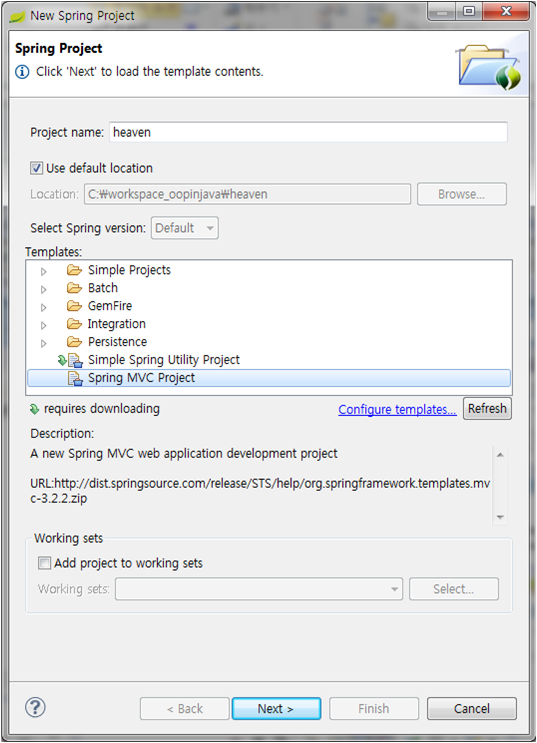 New Spring Project
Spring Project
Click 'Next' to load the template contents.
Project name: heaven
Use default location
Location: C:₩workspace_oopinjava₩heaven Browse...
Select Spring version: Default
Templates:
Simple Projects
Batch
GemFire
Integration
Persistence
Simple Spring Utility Project
Spring MVC Project
requires downloading Configure templates... Refresh
Description:
A new Spring MVC web application development project
URL:http://dist.springsource.com/release/STS/help/org.springframework.templates.mv
c-3.2.2.zip
Working sets
Add project to working sets
Working sets: Select...
? < Back Next > Finish Cancel